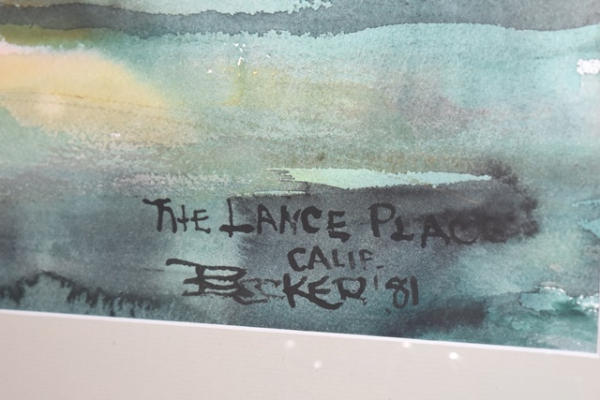 THE LANCE PLACE
CALIF.
BECKER '81